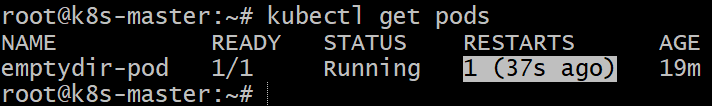 root@k8s-master:~# kubectl get pods
NAME READY STATUS RESTARTS AGE
emptydir-pod 1/1 Running 1 (37s ago) 19m
root@k8s-master:~#